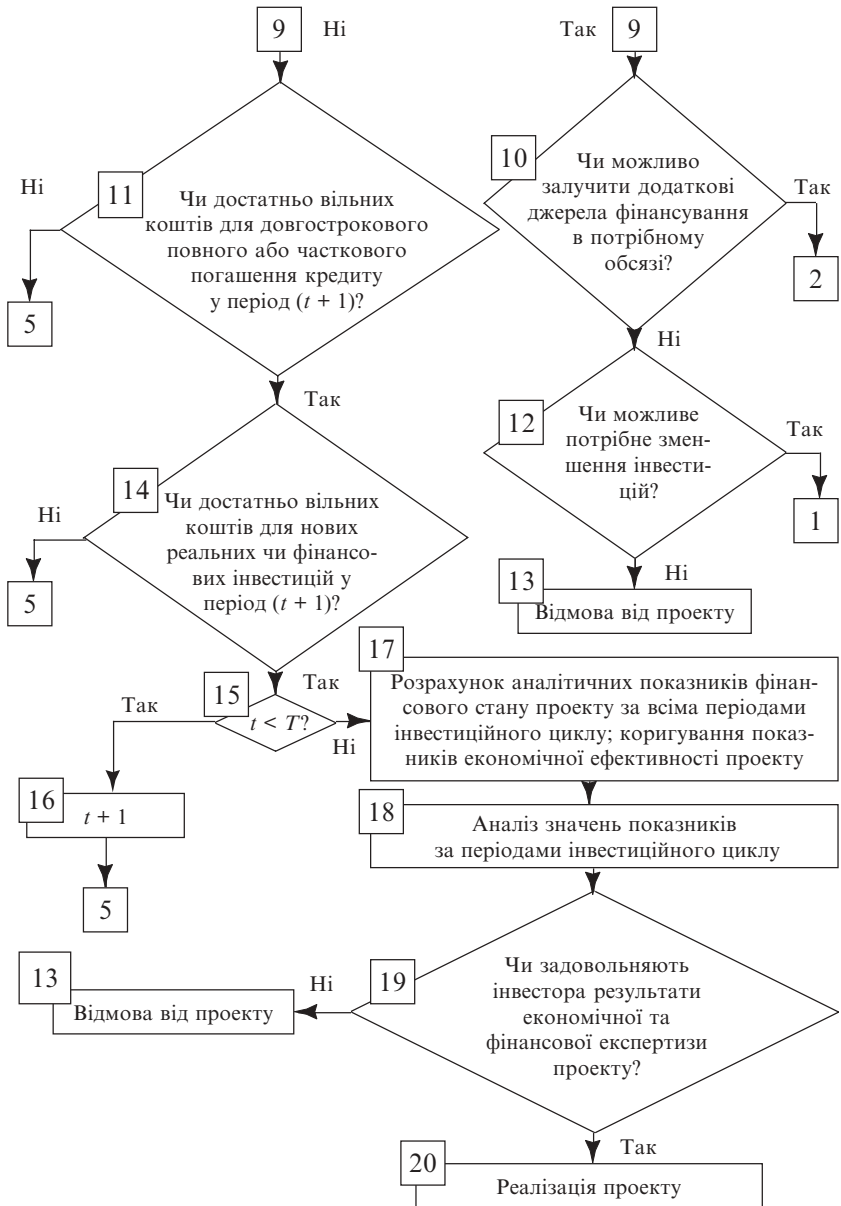 9
Ні
Так
9
11
Ні
Чи достатньо вільних
коштів для довгострокового
повного або часткового
погашення кредиту
у період (t + 1)?
5
10
Чи можливо
залучити додаткові
джерела фінансування
в потрібному
обсязі?
Так
2
Ні
Так
12
Чи можливе
потрібне змен-
шення інвести-
цій?
Так
1
14
Ні
Чи достатньо вільних
коштів для нових
реальних чи фінансо-
вих інвестицій у
період (t + 1)?
5
Ні
13
Відмова від проекту
Так
15
Так
t < T?
Ні
17
Розрахунок аналітичних показників фінан-
сового стану проекту за всіма періодами
інвестиційного циклу; коригування показ-
ників економічної ефективності проекту
16
t + 1
5
18
Аналіз значень показників
за періодами інвестиційного циклу
19
Чи задовольняють
інвестора результати
економічної та
фінансової експертизи
проекту?
Ні
13
Відмова від проекту
Так
20
Реалізація проекту